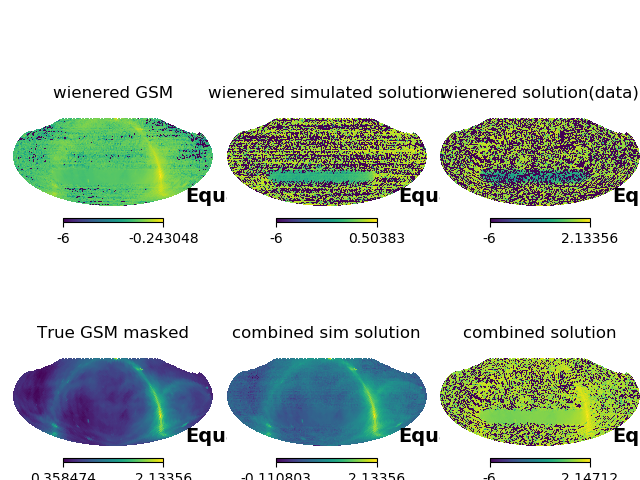 wienered GSM wienered simulated solution wienered solution(data)
Equ Equ Eq
-6 -0.243048 -6 0.50383 -6 2.13356
True GSM masked combined sim solution combined solution
Equ Equ Eq
0.358474 2.13356 -0.110803 2.13356 -6 2.14712